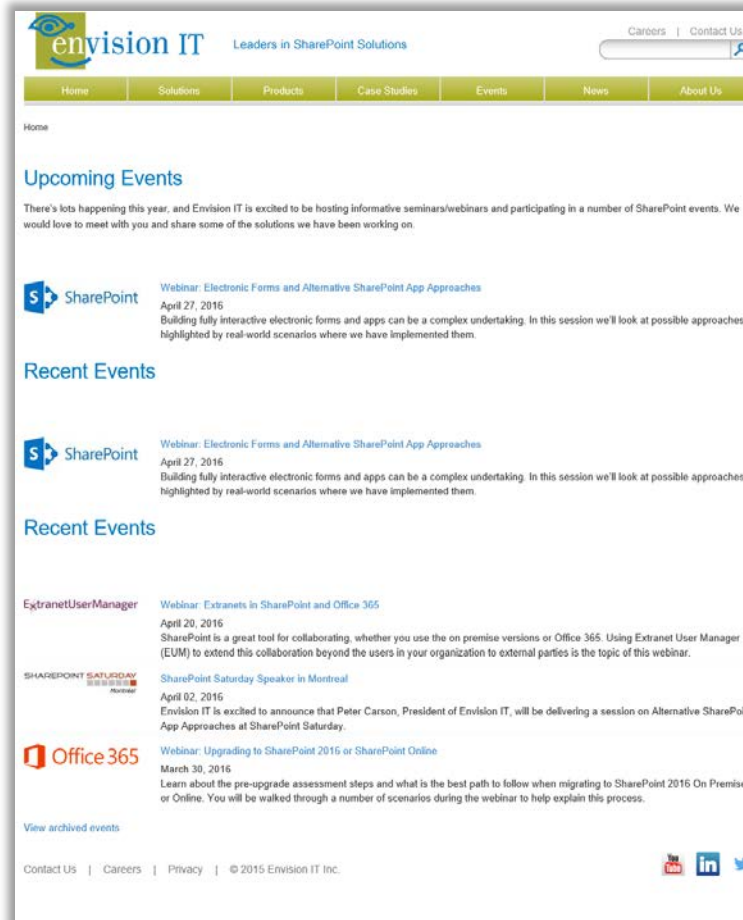 envision IT
Leaders in SharePoint Solutions
Careers | Contact Us
Home Solutions Products Case Studies Events News About Us
Home
Upcoming Events
There's lots happening this year, and Envision IT is excited to be hosting informative seminars/webinars and participating in a number of SharePoint events. We
would love to meet with you and share some of the solutions we have been working on.
S SharePoint
Webinar: Electronic Forms and Alternative SharePoint App Approaches
April 27, 2016
Building fully interactive electronic forms and apps can be a complex undertaking. In this session we'll look at possible approaches
highlighted by real-world scenarios where we have implemented them.
Recent Events
S SharePoint
Webinar: Electronic Forms and Alternative SharePoint App Approaches
April 27, 2016
Building fully interactive electronic forms and apps can be a complex undertaking. In this session we'll look at possible approaches
highlighted by real-world scenarios where we have implemented them.
Recent Events
ExtranetUserManager
Webinar: Extranets in SharePoint and Office 365
April 20, 2016
SharePoint is a great tool for collaborating, whether you use the on premise versions or Office 365. Using Extranet User Manager
(EUM) to extend this collaboration beyond the users in your organization to external parties is the topic of this webinar.
SHAREPOINT SATURDAY
Montréal
SharePoint Saturday Speaker in Montreal
April 02, 2016
Envision IT is excited to announce that Peter Carson, President of Envision IT, will be delivering a session on Alternative SharePoi
App Approaches at SharePoint Saturday.
Office 365
Webinar: Upgrading to SharePoint 2016 or SharePoint Online
March 30, 2016
Learn about the pre-upgrade assessment steps and what is the best path to follow when migrating to SharePoint 2016 On Premise
or Online. You will be walked through a number of scenarios during the webinar to help explain this process.
View archived events
Contact Us | Careers | Privacy | © 2015 Envision IT Inc.
You Tube in